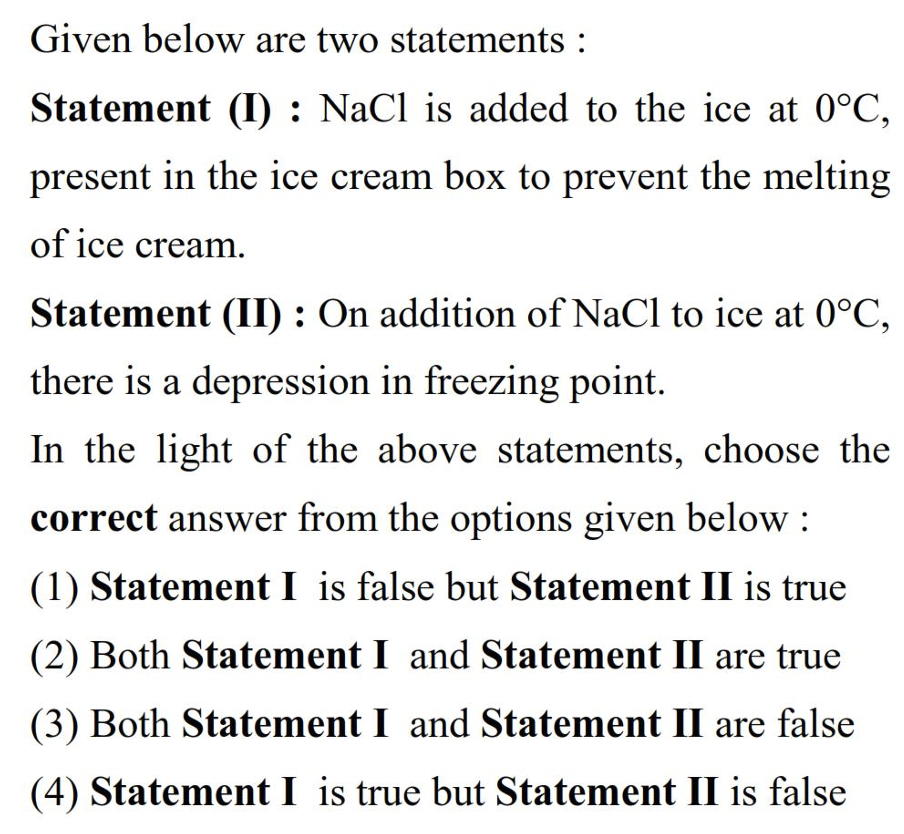 Given below are two statements :
Statement (I) : NaCl is added to the ice at 0°C,
present in the ice cream box to prevent the melting
of ice cream.
Statement (II) : On addition of NaCl to ice at 0°C,
there is a depression in freezing point.
In the light of the above statements, choose the
correct answer from the options given below :
(1) Statement I is false but Statement II is true
(2) Both Statement I and Statement II are true
(3) Both Statement I and Statement II are false
(4) Statement I is true but Statement II is false